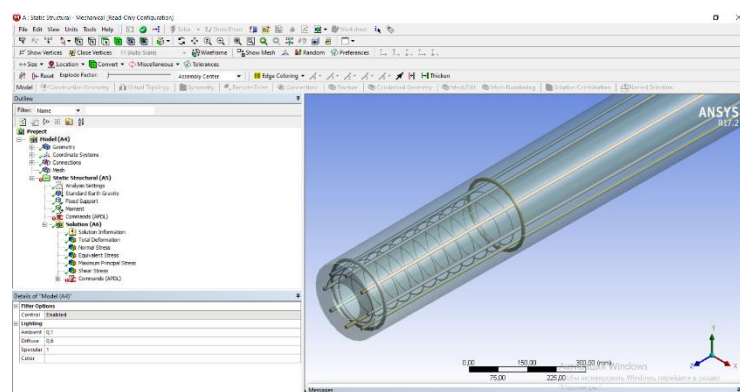 A : Static Structural - Mechanical [Read-Only Configuration]
File Edit View Units Tools Help
Show Vertices Close Vertices Wireframe Show Mesh Random Preferences
Size Location Convert Miscellaneous Tolerances
Reset Explode Factor: Assembly Center Edge Coloring Thicken
Model Construction Geometry Virtual Topology Symmetry Remote Point Connections Fracture Condensed Geometry Mesh Edit Mesh Numbering Solution Combination Named Selection
Outline
Filter: Name
Project
Model (A4)
Geometry
Coordinate Systems
Connections
Mesh
Static Structural (A5)
Analysis Settings
Standard Earth Gravity
Fixed Support
Moment
Commands (APDL)
Solution (A6)
Solution Information
Total Deformation
Normal Stress
Equivalent Stress
Maximum Principal Stress
Shear Stress
Commands (APDL)
Details of "Model (A4)"
Filter Options
Control Enabled
Lighting
Ambient 0,1
Diffuse 0,6
Specular 1
Color
ANSYS
R17.2
0,00 150,00 300,00 (mm)
75,00 225,00
Windows
Windows, перейдите в раздел
Y
Z X
Messages